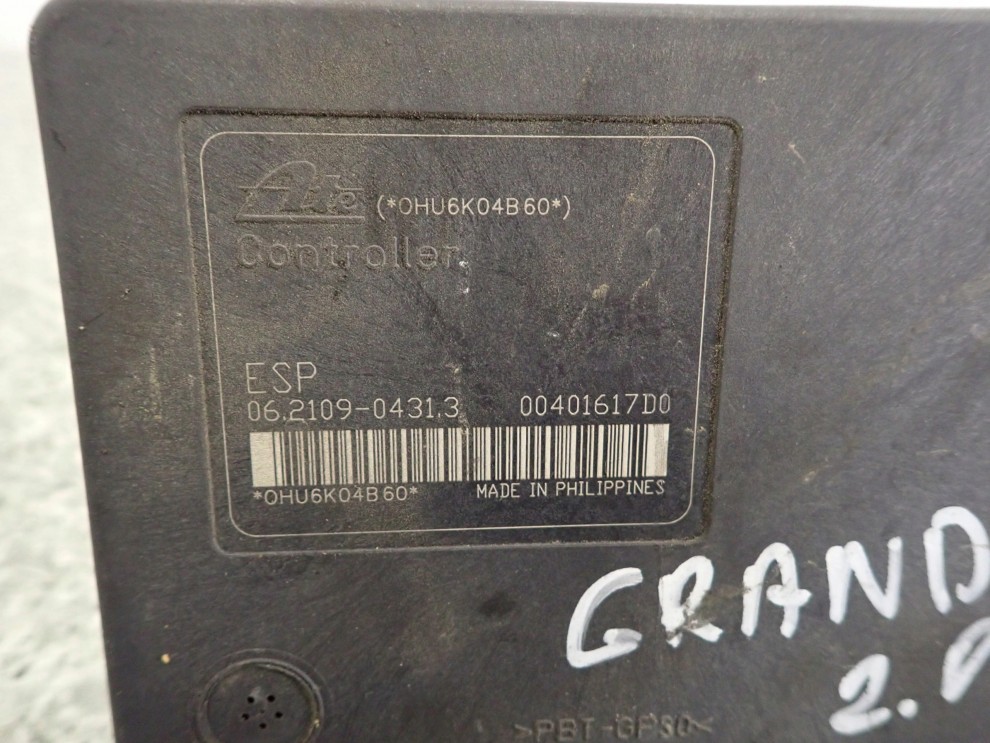 Ate (*OHU6K04B60*)
Controller
ESP
06.2109-0431.3 00401617D0
*OHU6K04B60* MADE IN PHILIPPINES
GRAND
2.
>PBT-GF30<